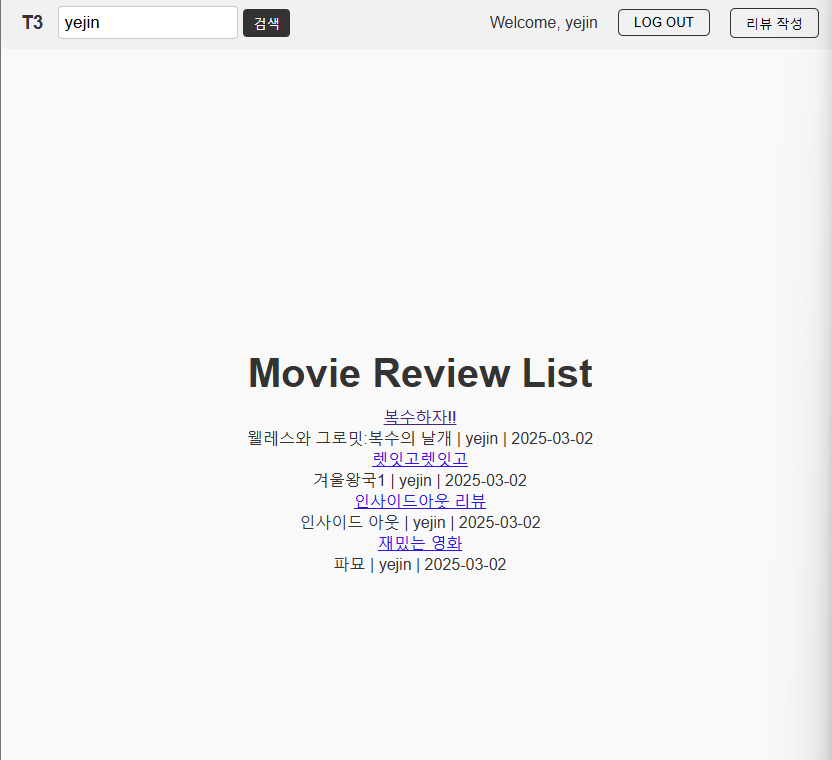 T3 yejin 검색 Welcome, yejin LOG OUT 리뷰 작성
Movie Review List
복수하자!!
웰레스와 그로밋:복수의 날개 | yejin | 2025-03-02
렛잇고렛잇고
겨울왕국1 | yejin | 2025-03-02
인사이드아웃 리뷰
인사이드 아웃 | yejin | 2025-03-02
재밌는 영화
파묘 | yejin | 2025-03-02